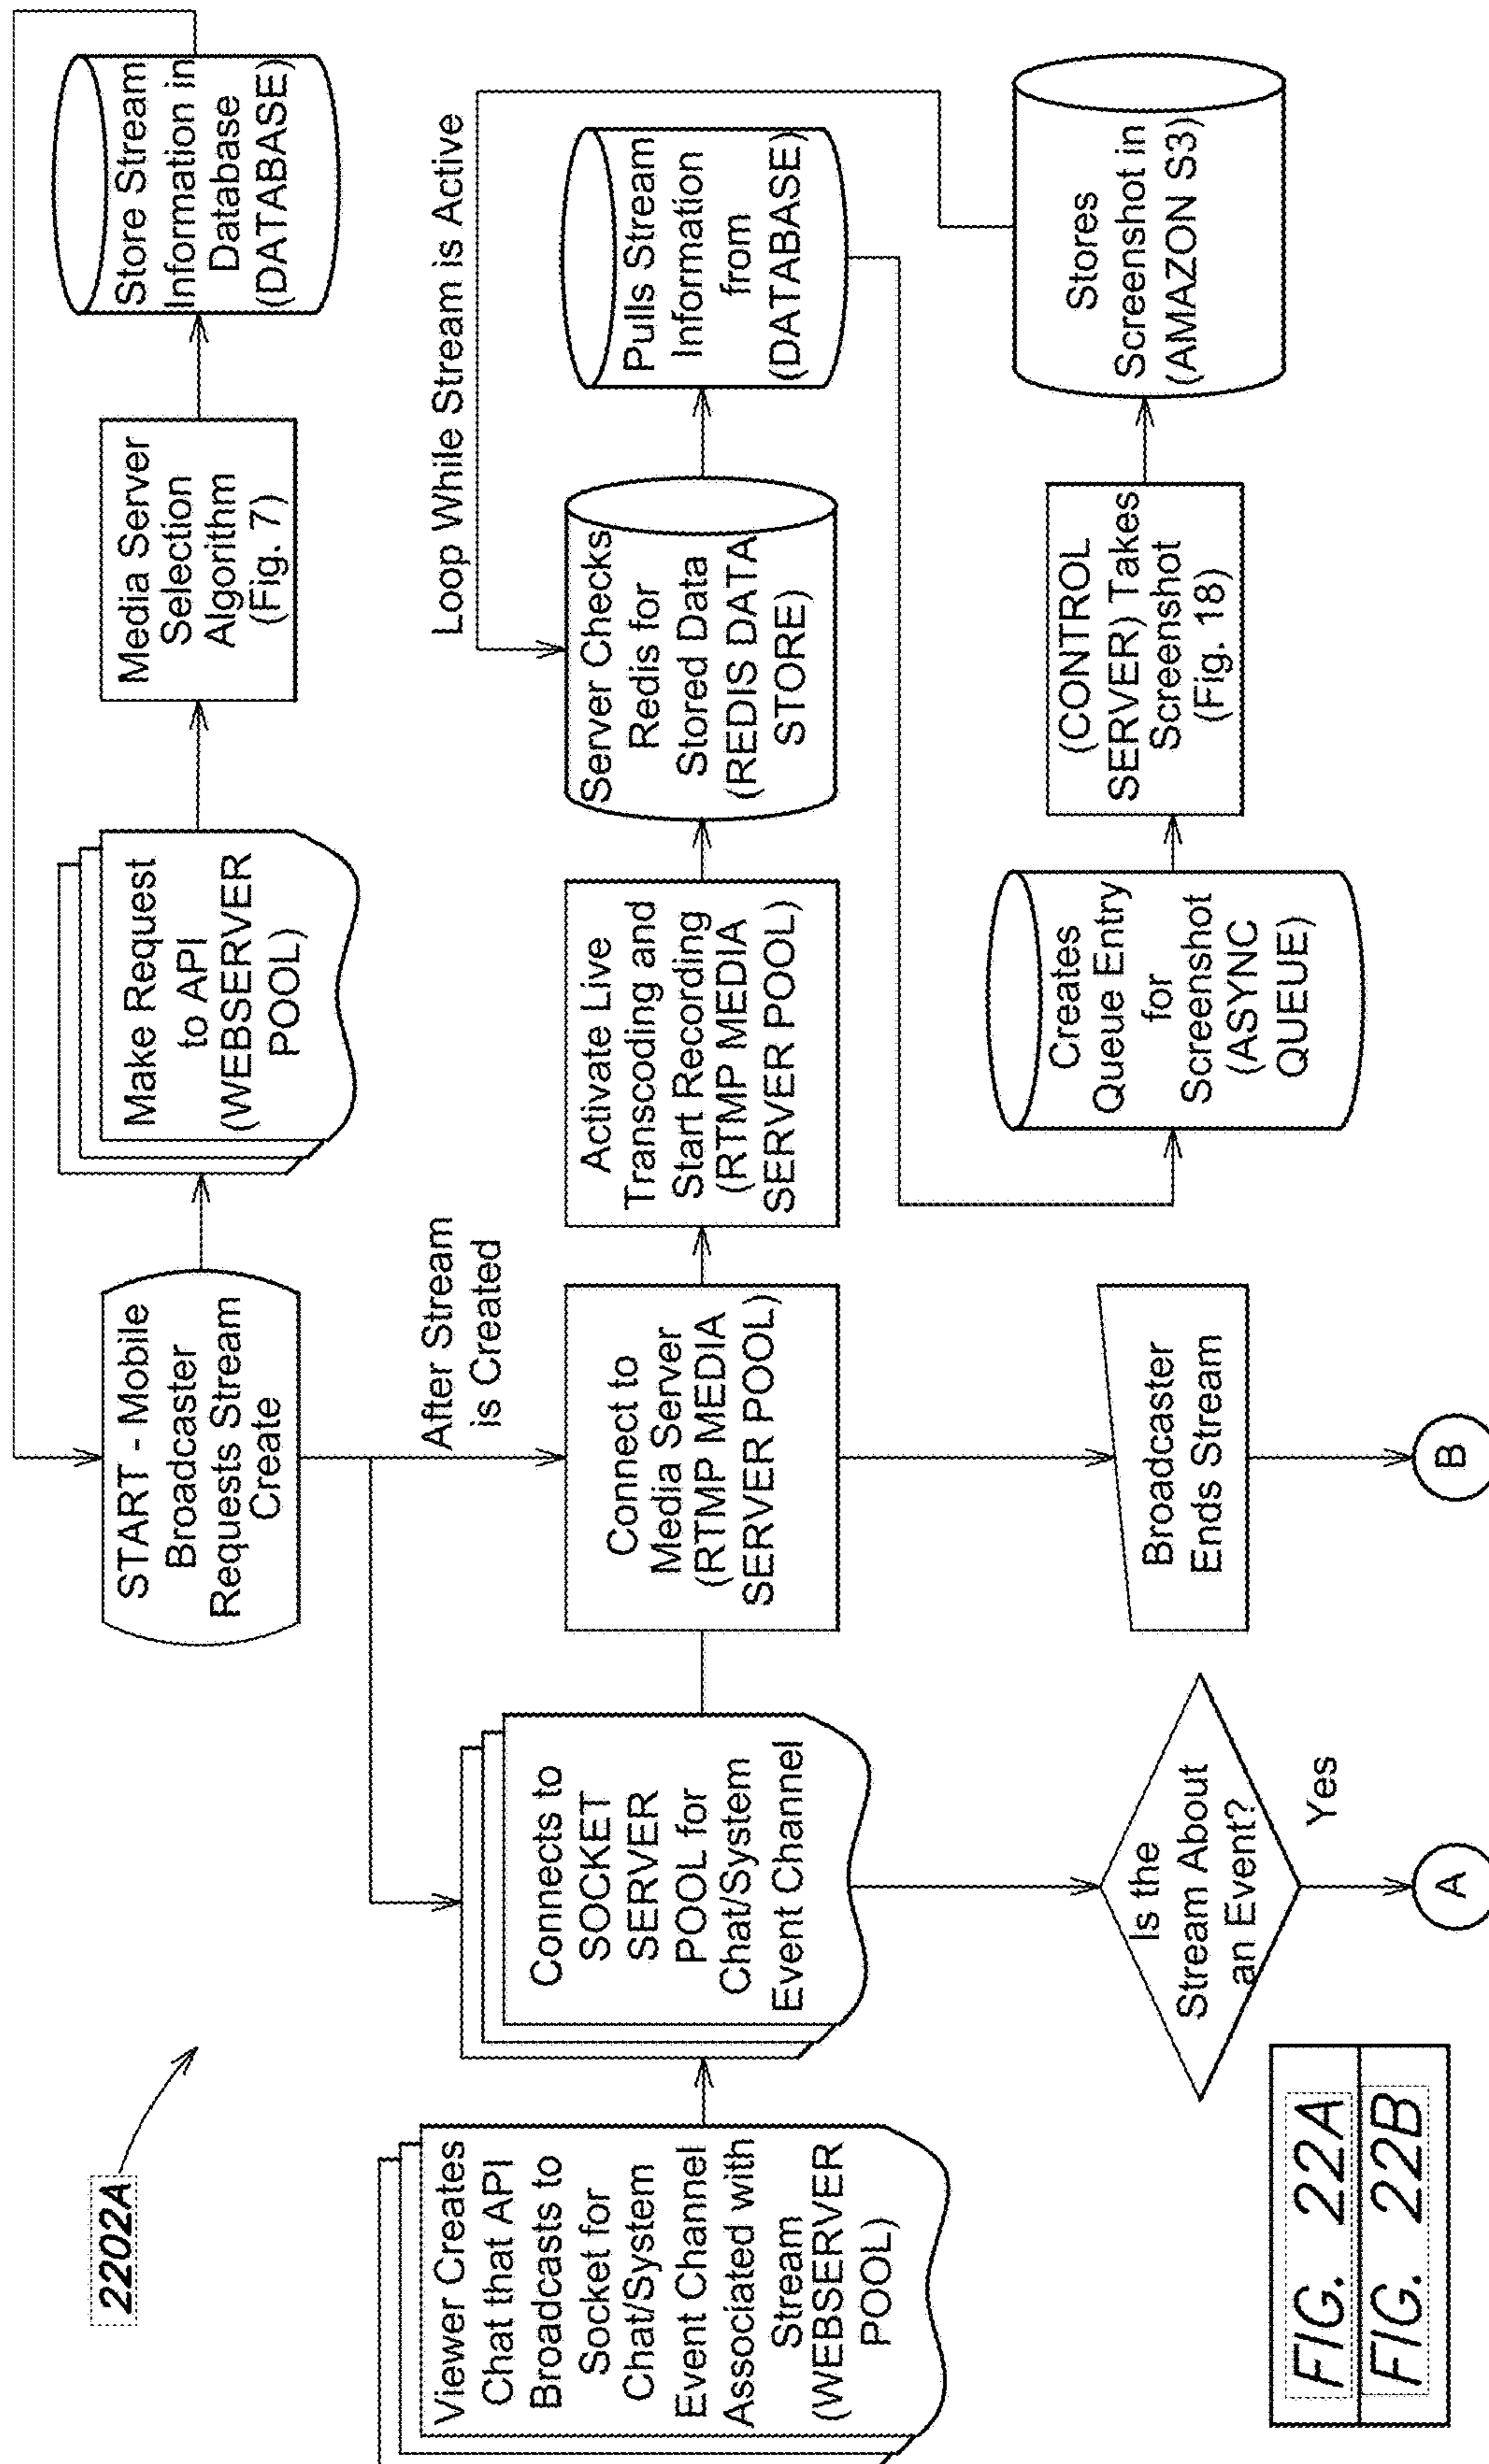 2202A
START - Mobile
Broadcaster
Requests Stream
Create
Make Request
to API
(WEBSERVER
POOL)
Media Server
Selection
Algorithm
(Fig. 7)
Store Stream
Information in
Database
(DATABASE)
After Stream
is Created
Loop While Stream is Active
Viewer Creates
Chat that API
Broadcasts to
Socket for
Chat/System
Event Channel
Associated with
Stream
(WEBSERVER
POOL)
Connects to
SOCKET
SERVER
POOL for
Chat/System
Event Channel
Connect to
Media Server
(RTMP MEDIA
SERVER POOL)
Activate Live
Transcoding and
Start Recording
(RTMP MEDIA
SERVER POOL)
Server Checks
Redis for
Stored Data
(REDIS DATA
STORE)
Pulls Stream
Information
from
(DATABASE)
Is the
Stream About
an Event?
Yes
A
Broadcaster
Ends Stream
B
Creates
Queue Entry
for
Screenshot
(ASYNC
QUEUE)
(CONTROL
SERVER) Takes
Screenshot
(Fig. 18)
Stores
Screenshot in
(AMAZON S3)
FIG. 22A
FIG. 22B